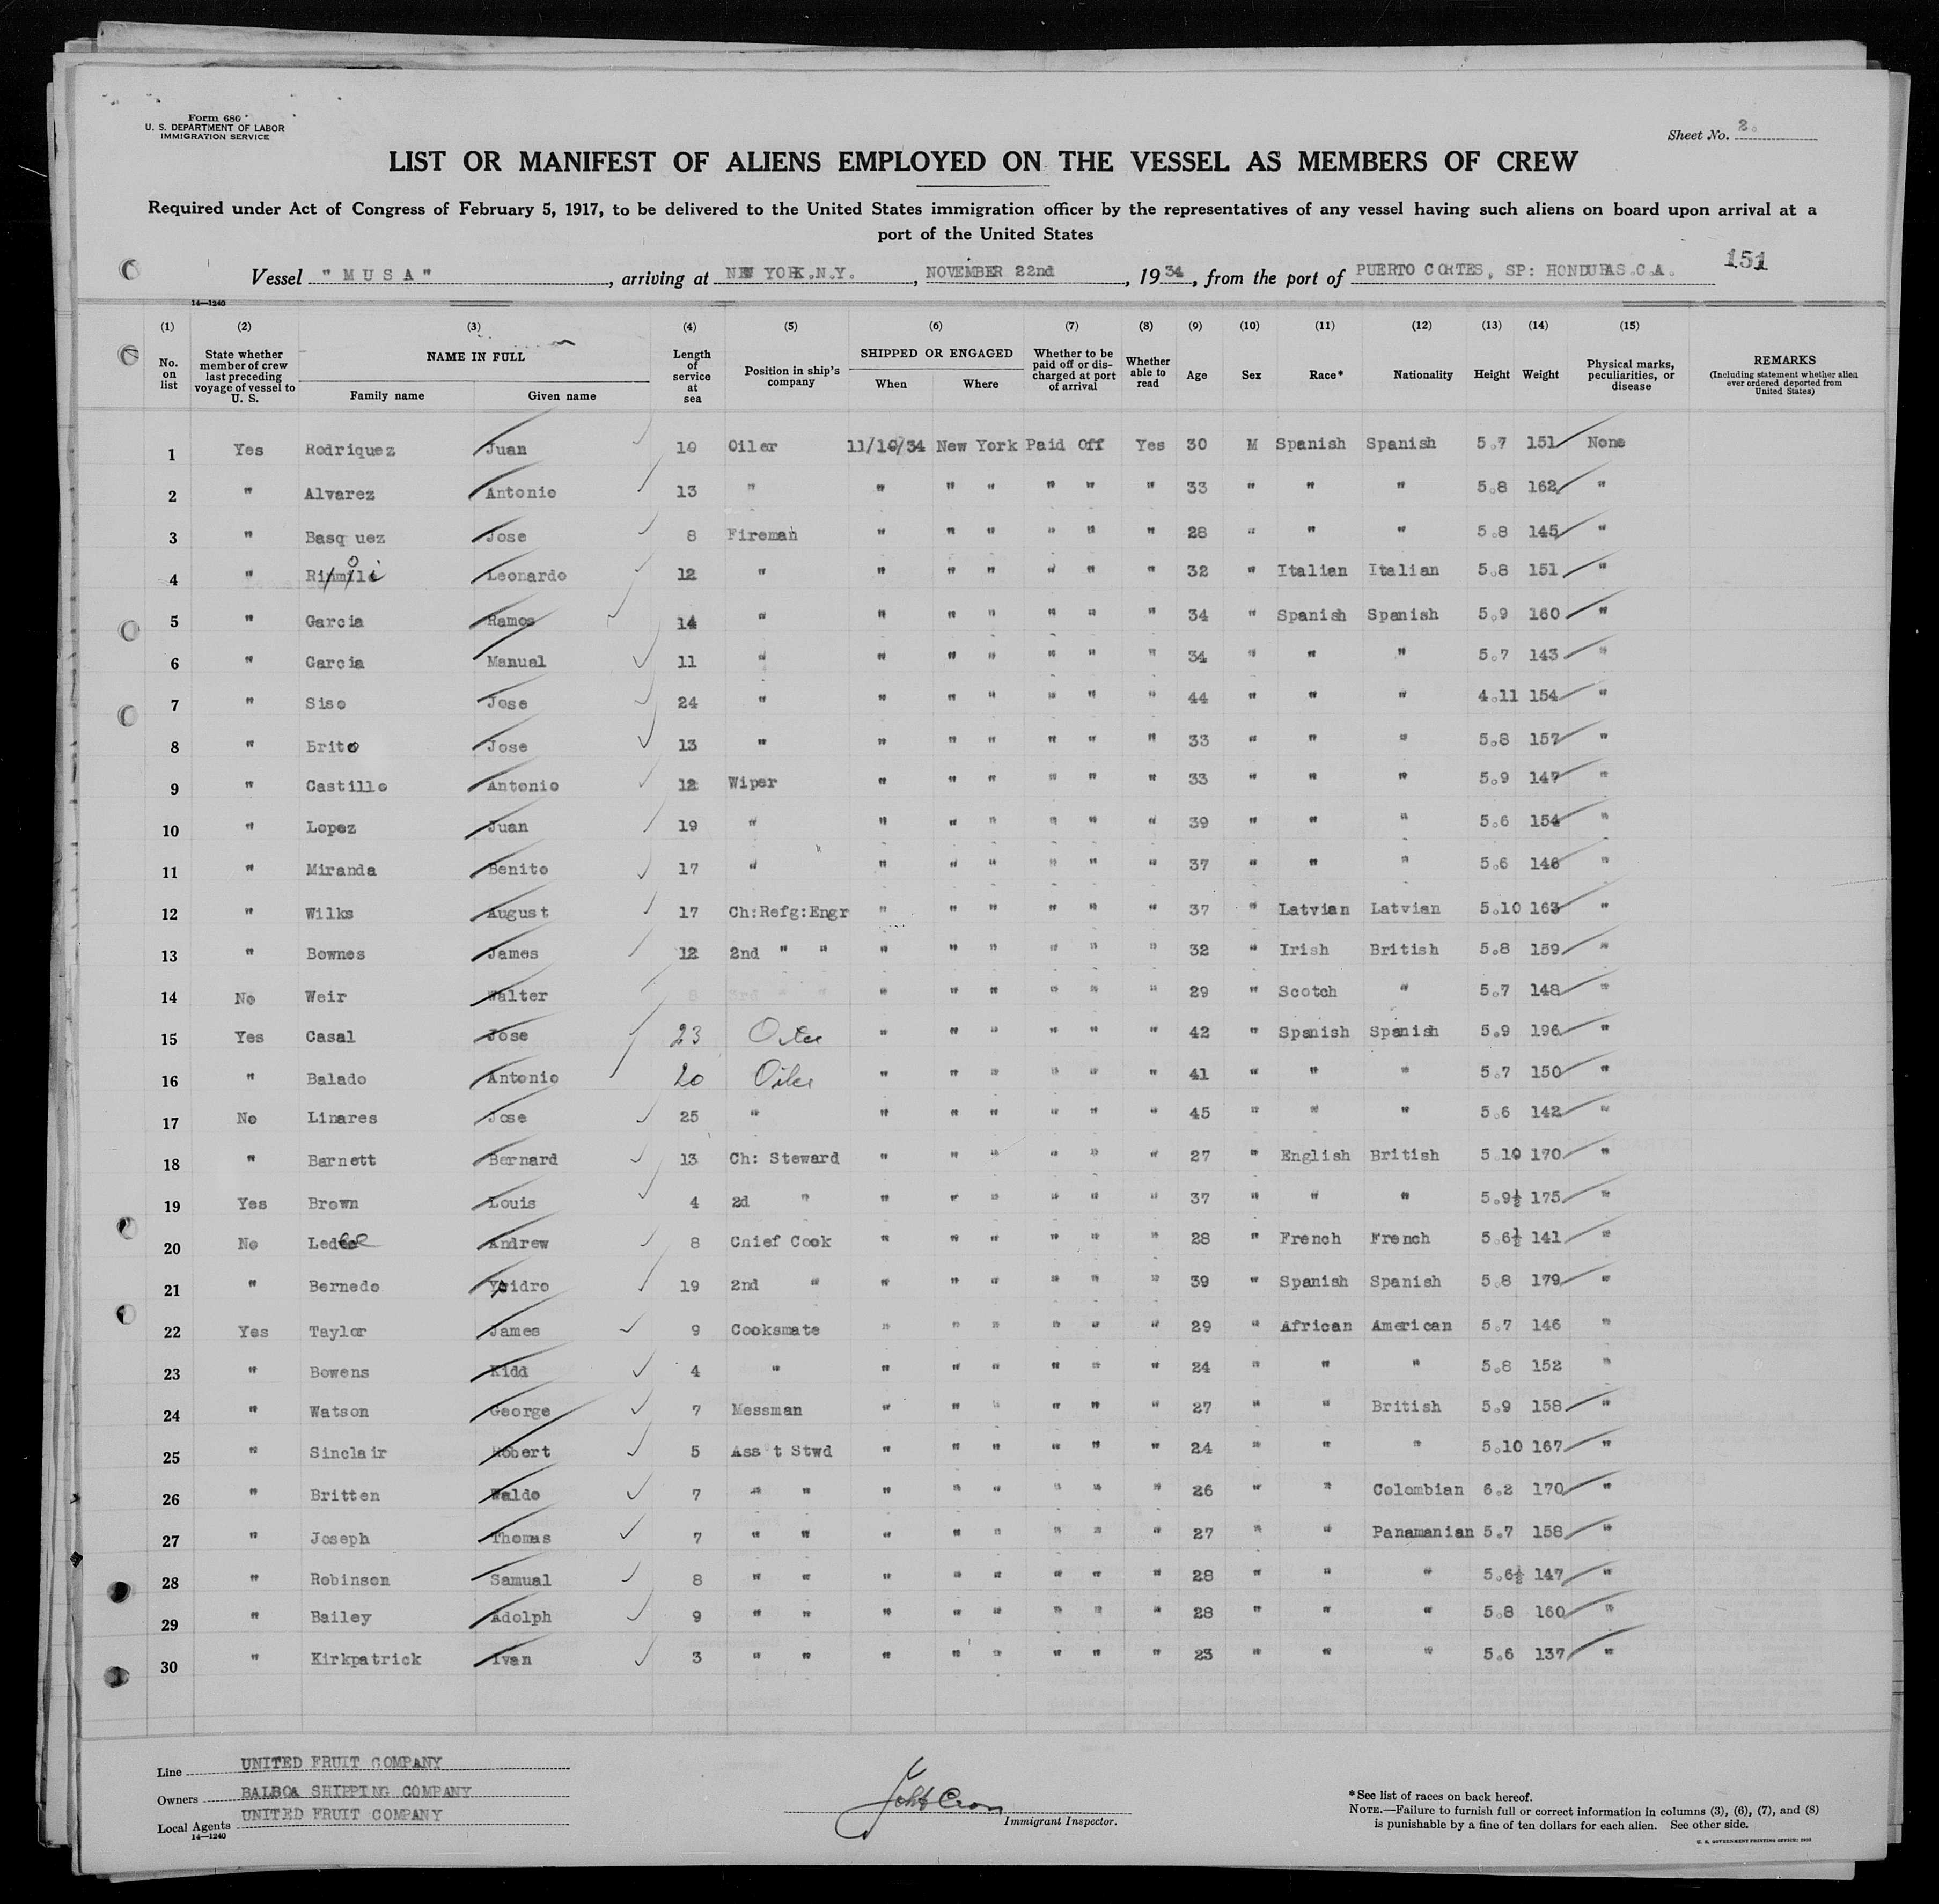 Form 680
U. S. DEPARTMENT OF LABOR
IMMIGRATION SERVICE
Sheet No. 2.
LIST OR MANIFEST OF ALIENS EMPLOYED ON THE VESSEL AS MEMBERS OF CREW
Required under Act of Congress of February 5, 1917, to be delivered to the United States immigration officer by the representatives of any vessel having such aliens on board upon arrival at a
port of the United States
Vessel "MUSA", arriving at NEW YORK.N.Y., NOVEMBER 22nd, 1934, from the port of PUERTO CORTES, SP: HONDURAS.C.A. 151
14—1240
(1) (2) (3) (4) (5) (6) (7) (8) (9) (10) (11) (12) (13) (14) (15)
No. on list State whether member of crew last preceding voyage of vessel to U. S. NAME IN FULL Family name Given name Length of service at sea Position in ship's company SHIPPED OR ENGAGED When Where Whether to be paid off or discharged at port of arrival Whether able to read Age Sex Race* Nationality Height Weight Physical marks, peculiarities, or disease REMARKS (Including statement whether alien ever ordered deported from United States)
1 Yes Rodriquez Juan 10 Oiler 11/10/34 New York Paid Off Yes 30 M Spanish Spanish 5.7 151 None
2 " Alvarez Antonio 13 " " " " " " " 33 " " " 5.8 162 "
3 " Basq uez Jose 8 Fireman " " " " " " 28 " " " 5.8 145 "
4 " Leonardo 12 " " " " " " " 32 " Italian Italian 5.8 151 "
5 " Garcia Ramos 14 " " " " " " " 34 " Spanish Spanish 5.9 160 "
6 " Garcia Manual 11 " " " " " " " 34 " " " 5.7 143 "
7 " Siso Jose 24 " " " " " " " 44 " " " 4.11 154 "
8 " Brito Jose 13 " " " " " " " 33 " " " 5.8 157 "
9 " Castillo Antonio 12 Wiper " " " " " " 33 " " " 5.9 147 "
10 " Lopez Juan 19 " " " " " " " 39 " " " 5.6 154 "
11 " Miranda Benito 17 " " " " " " " 37 " " " 5.6 146 "
12 " Wilks August 17 Ch:Refg:Engr " " " " " " 37 " Latvian Latvian 5.10 163 "
13 " Bownes James 12 2nd " " " " " " " " 32 " Irish British 5.8 159 "
14 No Weir Walter 8 3rd " " " " " " " " 29 " Scotch " 5.7 148 "
15 Yes Casal Jose 23 Oiler " " " " " " 42 " Spanish Spanish 5.9 196 "
16 " Balado Antonio 20 Oiler " " " " " " 41 " " " 5.7 150 "
17 No Linares Jose 25 " " " " " " " 45 " " " 5.6 142 "
18 " Barnett Bernard 13 Ch: Steward " " " " " " 27 " English British 5.10 170 "
19 Yes Brown Louis 4 2d " " " " " " " 37 " " " 5.9½ 175 "
20 No Andrew 8 Chief Cook " " " " " " 28 " French French 5.6½ 141 "
21 " Bernedo Ysidro 19 2nd " " " " " " " 39 " Spanish Spanish 5.8 179 "
22 Yes Taylor James 9 Cooksmate " " " " " " 29 " African American 5.7 146 "
23 " Bowens Kidd 4 " " " " " " " 24 " " " 5.8 152 "
24 " Watson George 7 Messman " " " " " " 27 " " British 5.9 158 "
25 " Sinclair Robert 5 Ass't Stwd " " " " " " 24 " " " 5.10 167 "
26 " Britten Waldo 7 " " " " " " " " 26 " " Colombian 6.2 170 "
27 " Joseph Thomas 7 " " " " " " " " 27 " " Panamanian 5.7 158 "
28 " Robinson Samual 8 " " " " " " " " 28 " " " 5.6½ 147 "
29 " Bailey Adolph 9 " " " " " " " " 28 " " " 5.8 160 "
30 " Kirkpatrick Ivan 3 " " " " " " " " 23 " " " 5.6 137 "
Line UNITED FRUIT COMPANY
Owners BALBOA SHIPPING COMPANY
Local Agents UNITED FRUIT COMPANY
14—1240
Immigrant Inspector.
*See list of races on back hereof.
NOTE.—Failure to furnish full or correct information in columns (3), (6), (7), and (8)
is punishable by a fine of ten dollars for each alien. See other side.
U. S. GOVERNMENT PRINTING OFFICE: 1932